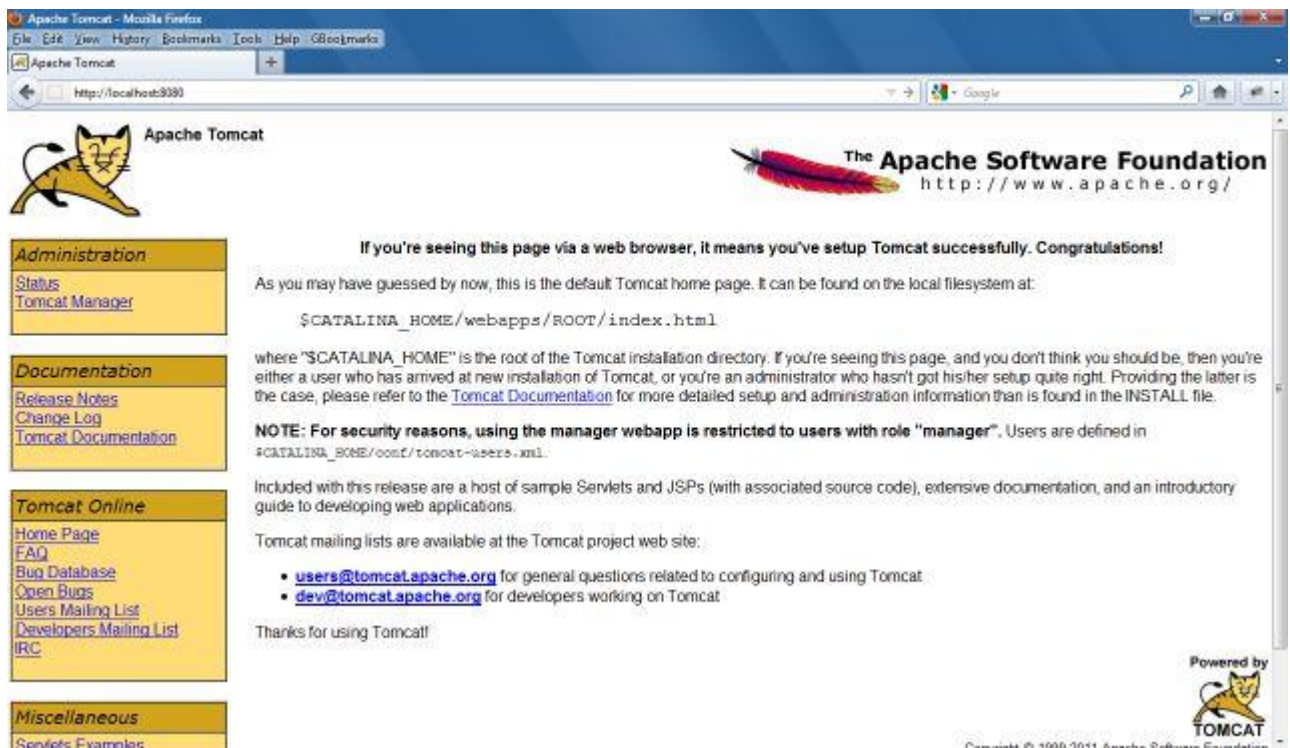 Apache Tomcat - Mozilla Firefox
File Edit View History Bookmarks Tools Help GBookmarks
Apache Tomcat
http://localhost:8080
Google
Apache Tomcat
The Apache Software Foundation
http://www.apache.org/
Administration
Status
Tomcat Manager
Documentation
Release Notes
Change Log
Tomcat Documentation
Tomcat Online
Home Page
FAQ
Bug Database
Open Bugs
Users Mailing List
Developers Mailing List
IRC
Miscellaneous
Servlets Examples
If you're seeing this page via a web browser, it means you've setup Tomcat successfully. Congratulations!
As you may have guessed by now, this is the default Tomcat home page. It can be found on the local filesystem at:
$CATALINA_HOME/webapps/ROOT/index.html
where "$CATALINA_HOME" is the root of the Tomcat installation directory. If you're seeing this page, and you don't think you should be, then you're
either a user who has arrived at new installation of Tomcat, or you're an administrator who hasn't got his/her setup quite right. Providing the latter is
the case, please refer to the Tomcat Documentation for more detailed setup and administration information than is found in the INSTALL file.
NOTE: For security reasons, using the manager webapp is restricted to users with role "manager". Users are defined in
$CATALINA_HOME/conf/tomcat-users.xml.
Included with this release are a host of sample Servlets and JSPs (with associated source code), extensive documentation, and an introductory
guide to developing web applications.
Tomcat mailing lists are available at the Tomcat project web site:
• users@tomcat.apache.org for general questions related to configuring and using Tomcat
• dev@tomcat.apache.org for developers working on Tomcat
Thanks for using Tomcat!
Powered by
TOMCAT
Copyright © 1999-2011 Apache Software Foundation